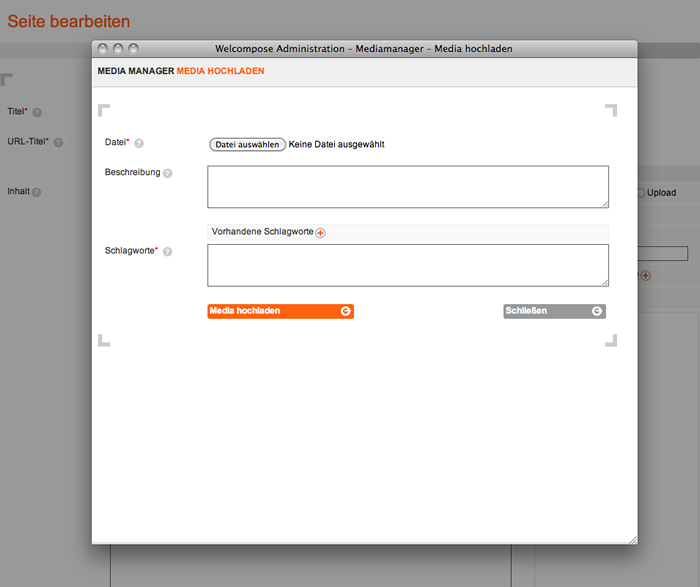 Seite bearbeiten
Welcompose Administration – Mediamanager – Media hochladen
MEDIA MANAGER MEDIA HOCHLADEN
Titel* ?
URL-Titel* ?
Inhalt ?
Upload
Datei* ? Datei auswählen Keine Datei ausgewählt
Beschreibung ?
Vorhandene Schlagworte
Schlagworte* ?
Media hochladen
Schließen